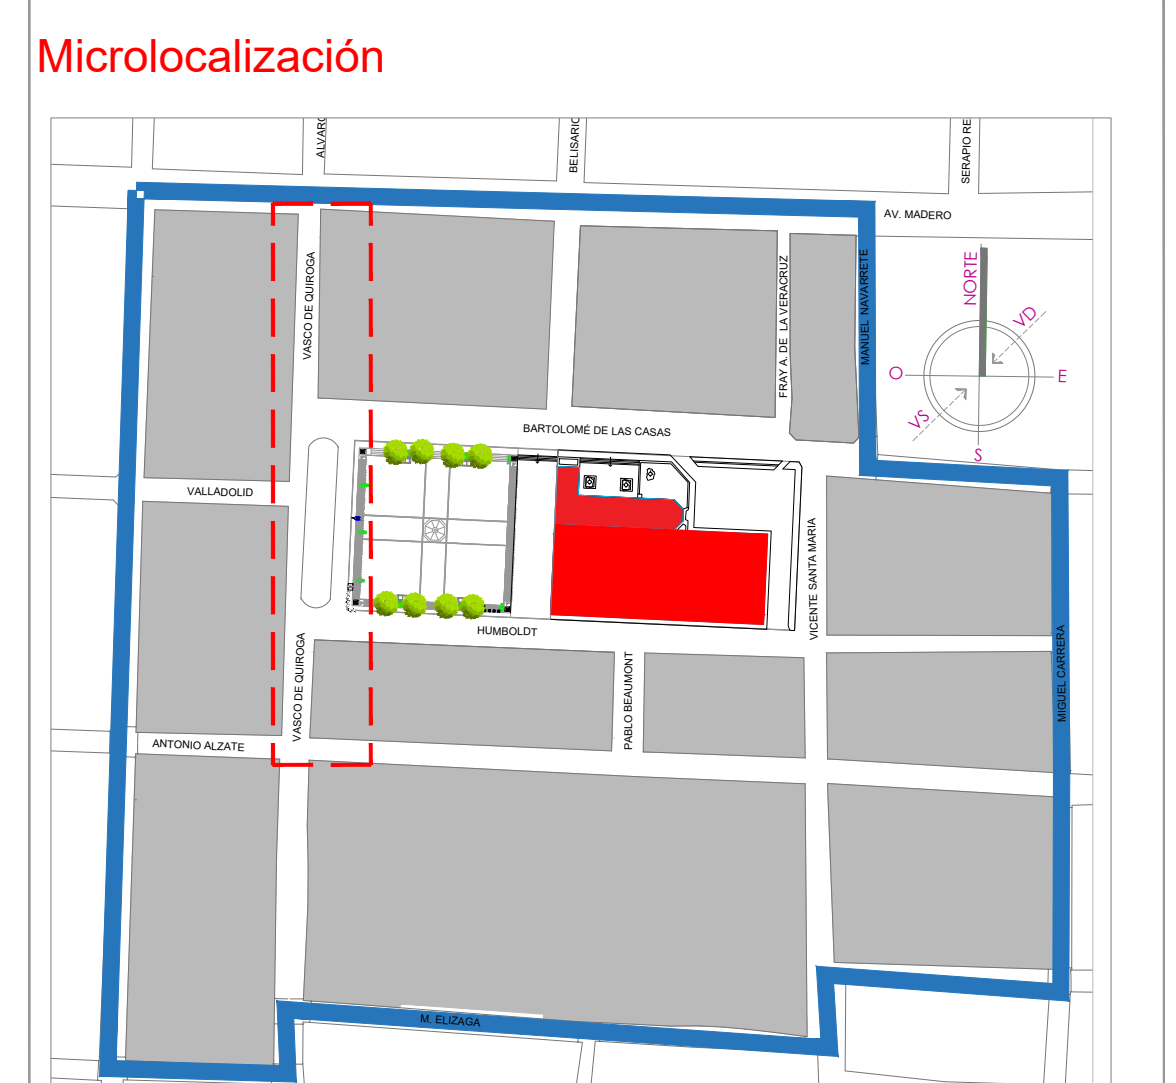 Microlocalización
ALVARO
BELISARIO
SERAPIO RE
AV. MADERO
VASCO DE QUIROGA
FRAY A. DE LA VERACRUZ
MANUEL NAVARRETE
NORTE
VD
O
E
VS
S
BARTOLOMÉ DE LAS CASAS
VALLADOLID
VICENTE SANTA MARIA
HUMBOLDT
VASCO DE QUIROGA
PABLO BEAUMONT
MIGUEL CARRERA
ANTONIO ALZATE
M. ELIZAGA